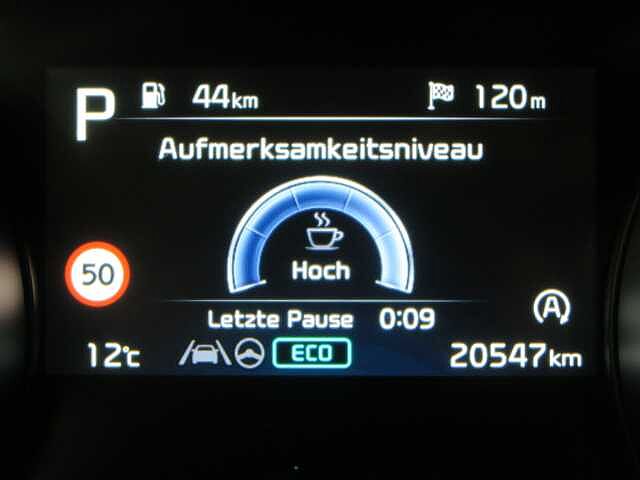 P 44km 120m
Aufmerksamkeitsniveau
Hoch
50
Letzte Pause 0:09
A
12°C ECO 20547km